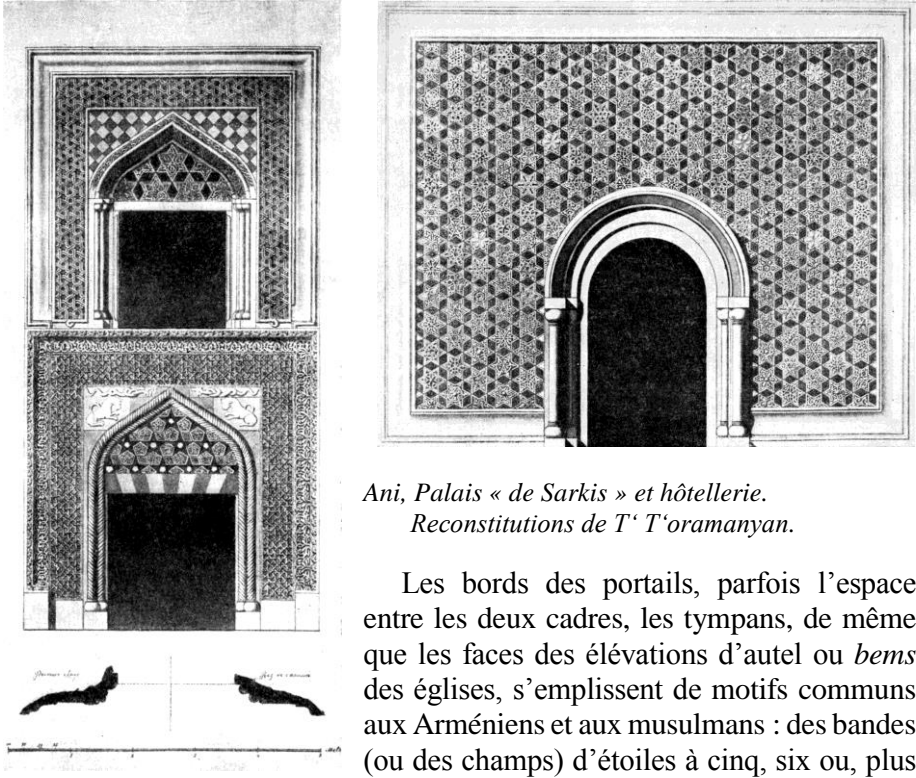 Ani, Palais « de Sarkis » et hôtellerie.
Reconstitutions de T‘ T‘oramanyan.
Les bords des portails, parfois l’espace
entre les deux cadres, les tympans, de même
que les faces des élévations d’autel ou bems
des églises, s’emplissent de motifs communs
aux Arméniens et aux musulmans : des bandes
(ou des champs) d’étoiles à cinq, six ou, plus